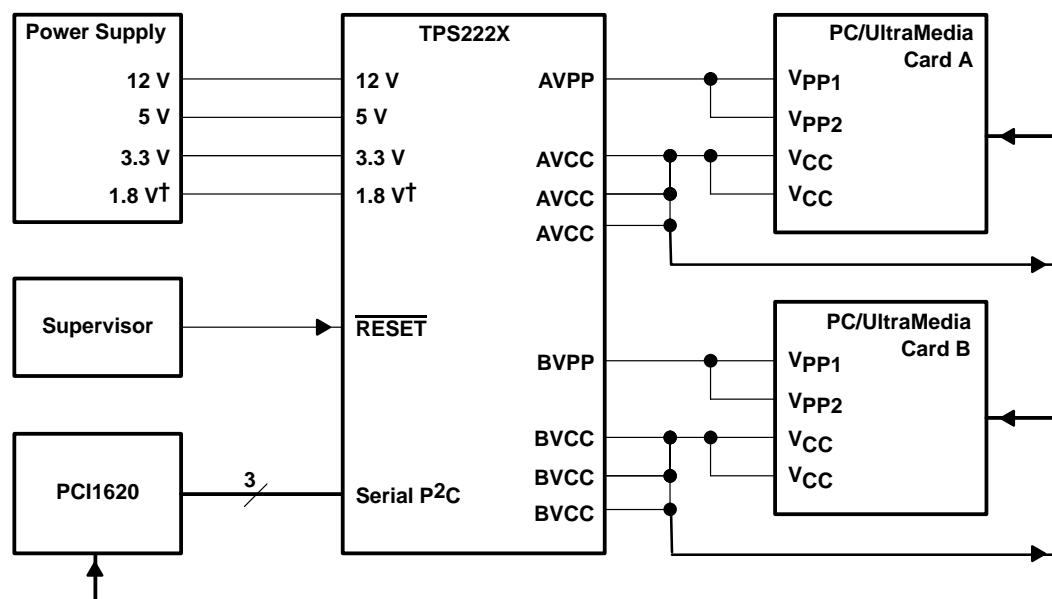 Power Supply
12 V
5 V
3.3 V
1.8 V†
Supervisor
PCI1620
3
TPS222X
12 V
5 V
3.3 V
1.8 V†
RESET
Serial P2C
AVPP
AVCC
AVCC
AVCC
BVPP
BVCC
BVCC
BVCC
PC/UltraMedia
Card A
VPP1
VPP2
VCC
VCC
PC/UltraMedia
Card B
VPP1
VPP2
VCC
VCC